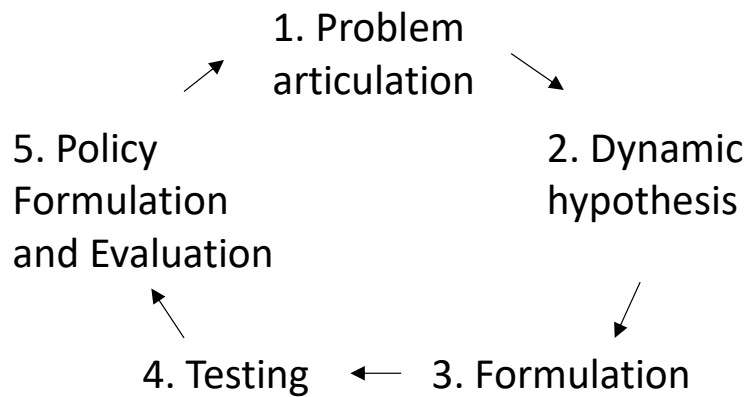 1. Problem
articulation
2. Dynamic
hypothesis
3. Formulation
4. Testing
5. Policy
Formulation
and Evaluation